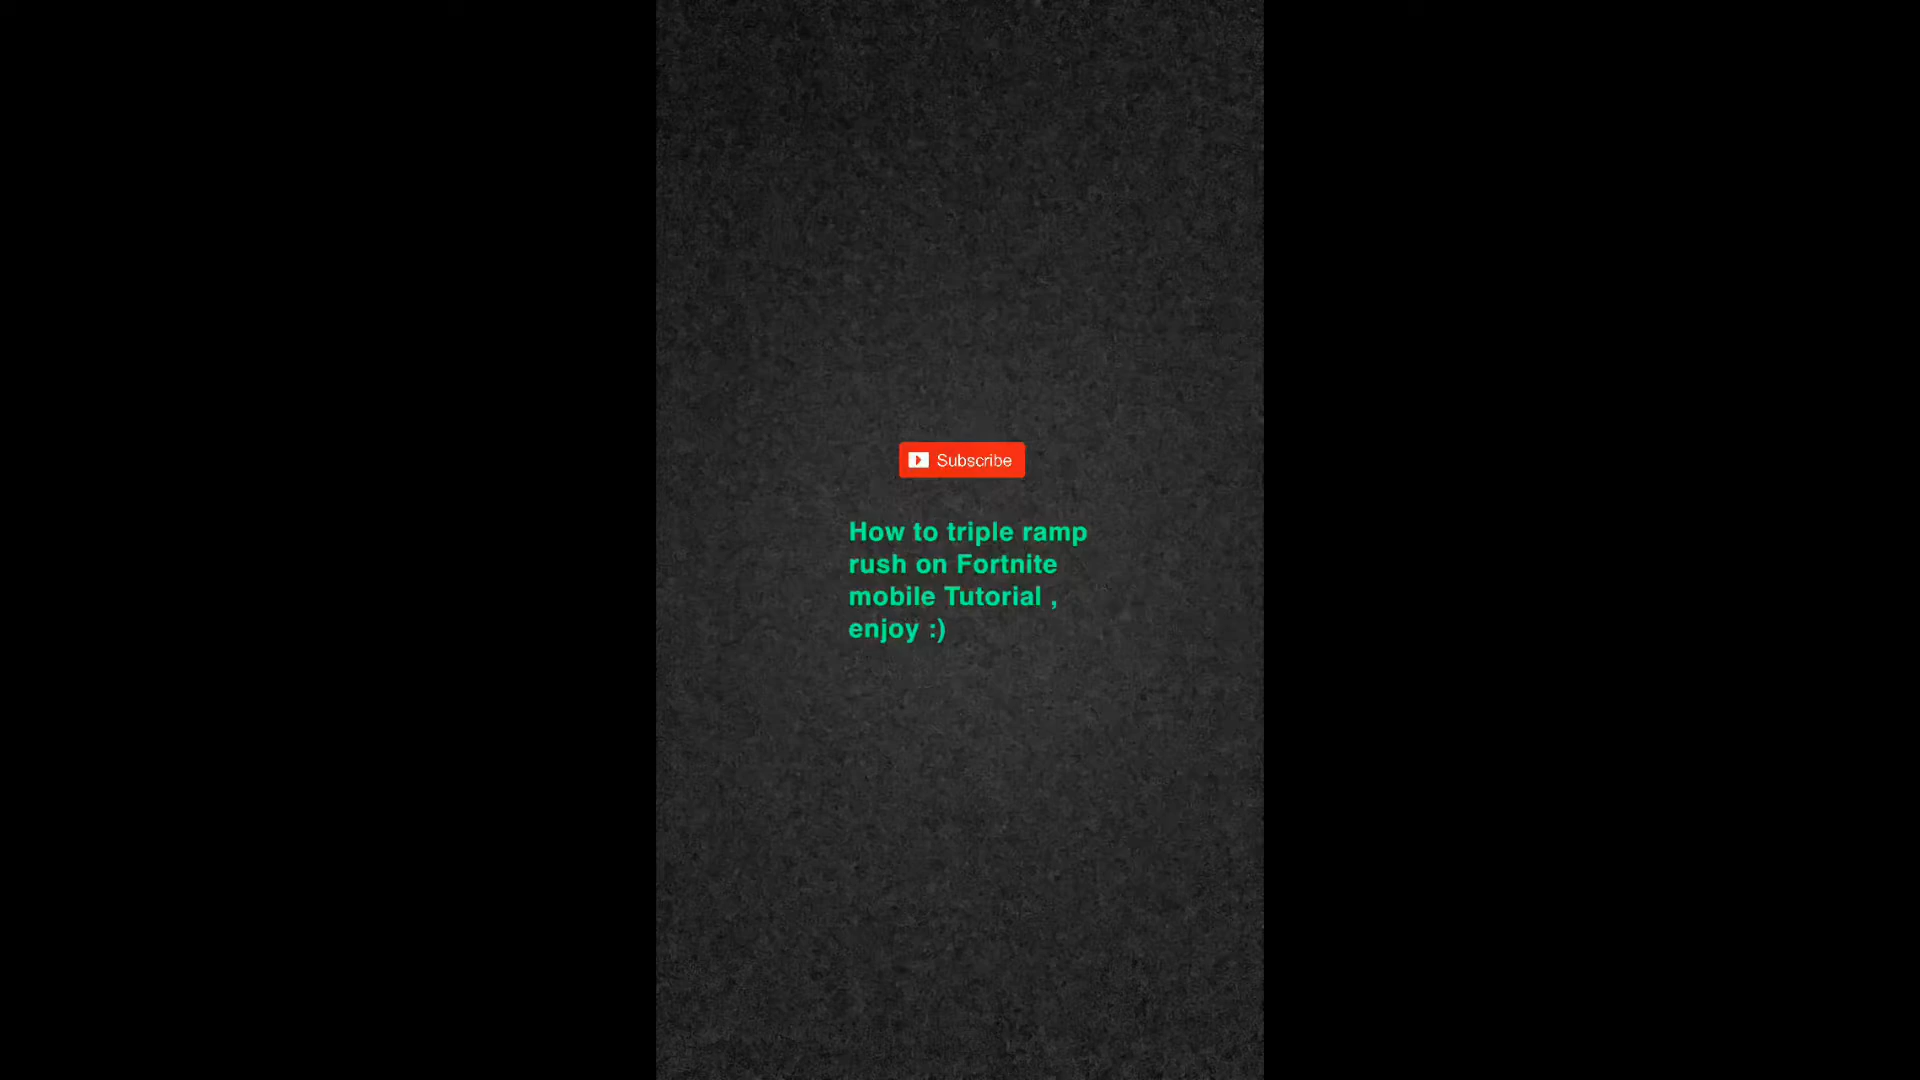 Subscribe
How to triple ramp
rush on Fortnite
mobile Tutorial ,
enjoy :)